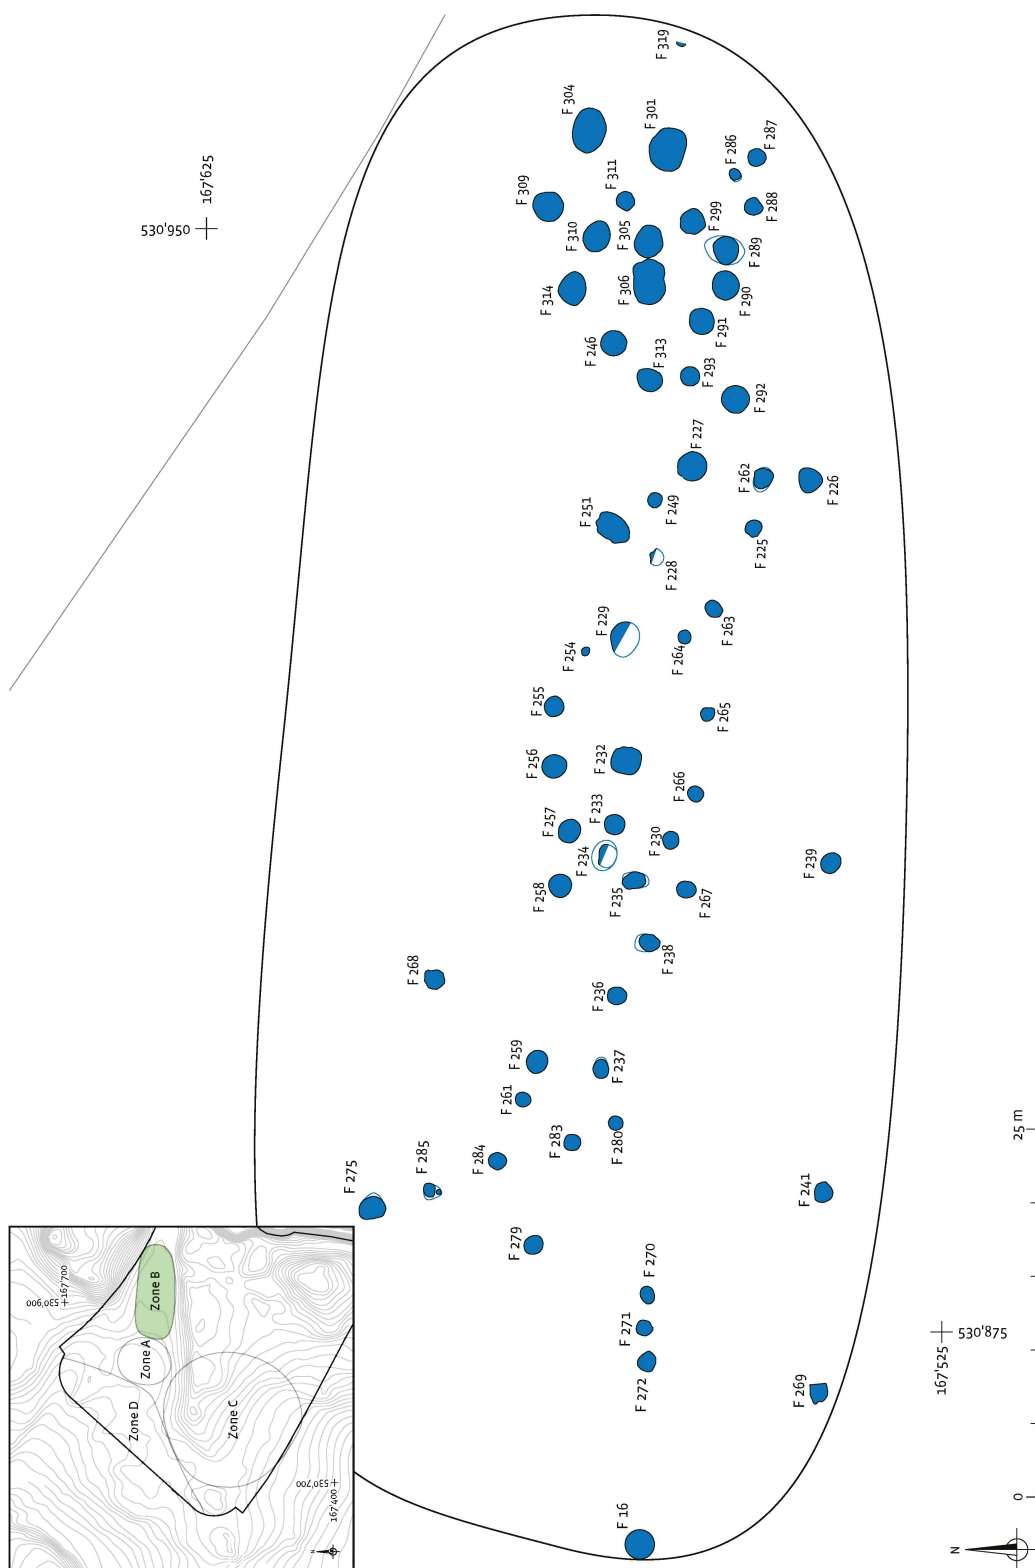 F 319
F 304
F 301
F 287
F 286
167'625
530'950
F 309
F 311
F 288
F 299
F 310
F 305
F 289
F 314
F 306
F 290
F 291
F 246
F 313
F 293
F 292
F 227
F 262
F 226
F 251
F 249
F 225
F 228
F 229
F 263
F 254
F 264
F 255
F 265
F 256
F 232
F 266
F 257
F 233
F 230
F 234
F 239
F 258
F 235
F 267
F 238
F 268
F 236
F 259
F 237
F 261
F 283
F 280
F 284
F 285
F 275
F 241
F 279
F 270
F 271
F 272
F 269
F 16
530'875
167'525
25 m
0
N
530,900
167'700
Zone B
Zone A
Zone D
Zone C
530,700
167'400
N